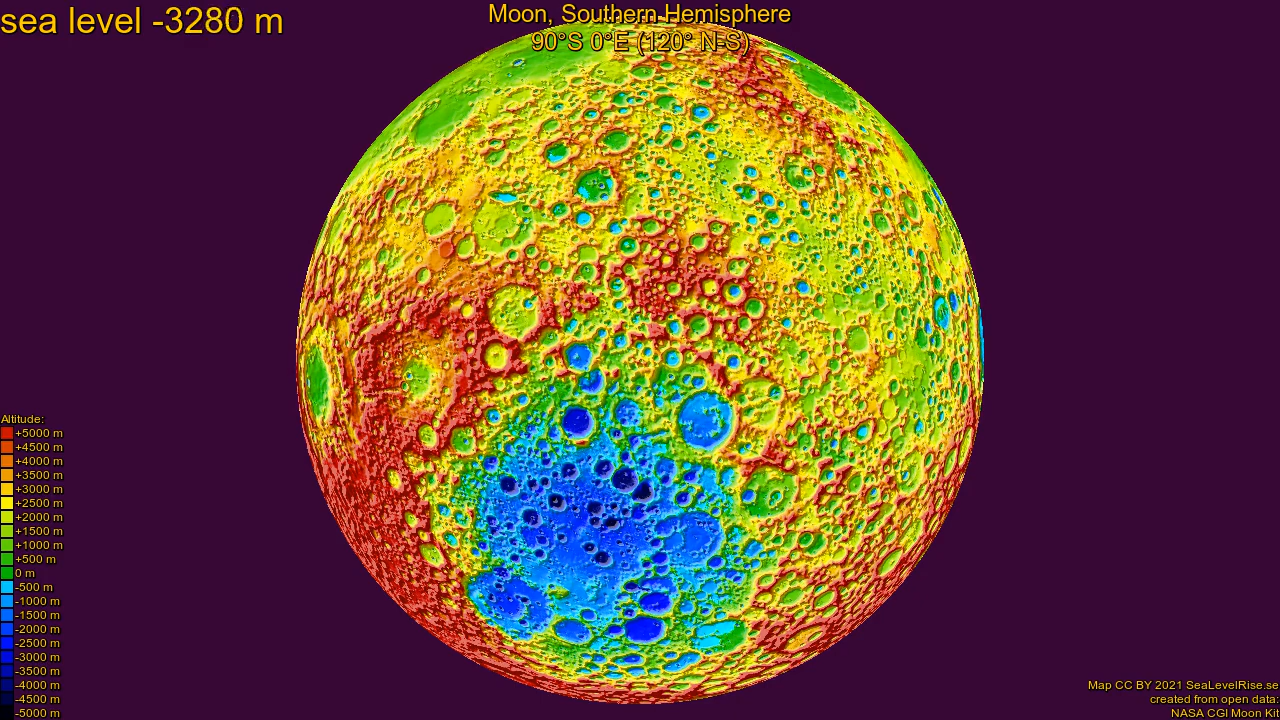 sea level -3280 m
Moon, Southern Hemisphere
90°S 0°E (120° N-S)
Altitude:
+5000 m
+4500 m
+4000 m
+3500 m
+3000 m
+2500 m
+2000 m
+1500 m
+1000 m
+500 m
0 m
-500 m
-1000 m
-1500 m
-2000 m
-2500 m
-3000 m
-3500 m
-4000 m
-4500 m
-5000 m
Map CC BY 2021 SeaLevelRise.se
created from open data:
NASA CGI Moon Kit